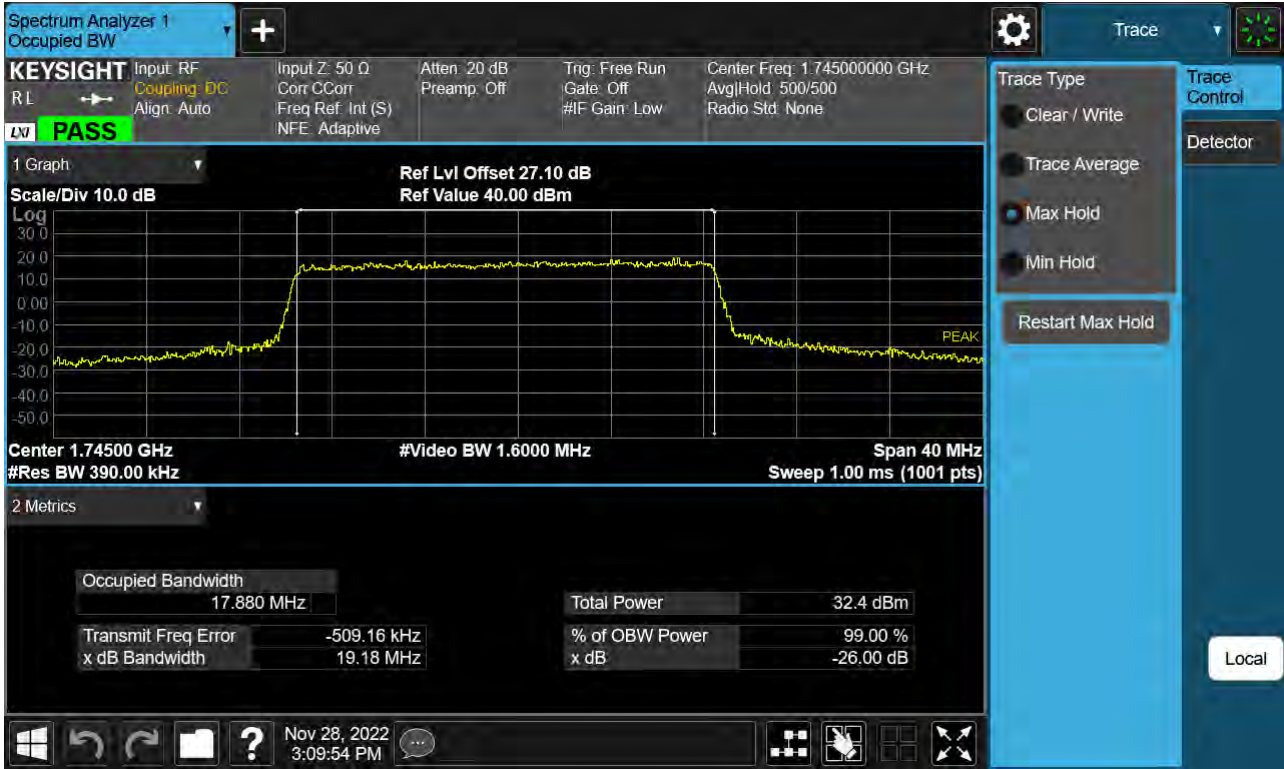 Spectrum Analyzer 1
Occupied BW
+
Trace
KEYSIGHT
RL
LXI
PASS
Input: RF
Coupling: DC
Align: Auto
Input Z: 50 Ω
Corr CCorr
Freq Ref: Int (S)
NFE: Adaptive
Atten: 20 dB
Preamp: Off
Trig: Free Run
Gate: Off
#IF Gain: Low
Center Freq: 1.745000000 GHz
Avg|Hold: 500/500
Radio Std: None
Trace Type
Clear / Write
Trace Average
Max Hold
Min Hold
Restart Max Hold
Trace
Control
Detector
Local
1 Graph
Scale/Div 10.0 dB
Ref Lvl Offset 27.10 dB
Ref Value 40.00 dBm
Log
30.0
20.0
10.0
0.00
-10.0
-20.0
-30.0
-40.0
-50.0
PEAK
Center 1.74500 GHz
#Video BW 1.6000 MHz
Span 40 MHz
#Res BW 390.00 kHz
Sweep 1.00 ms (1001 pts)
2 Metrics
Occupied Bandwidth
17.880 MHz
Total Power 32.4 dBm
Transmit Freq Error -509.16 kHz
% of OBW Power 99.00 %
x dB Bandwidth 19.18 MHz
x dB -26.00 dB
?
Nov 28, 2022
3:09:54 PM